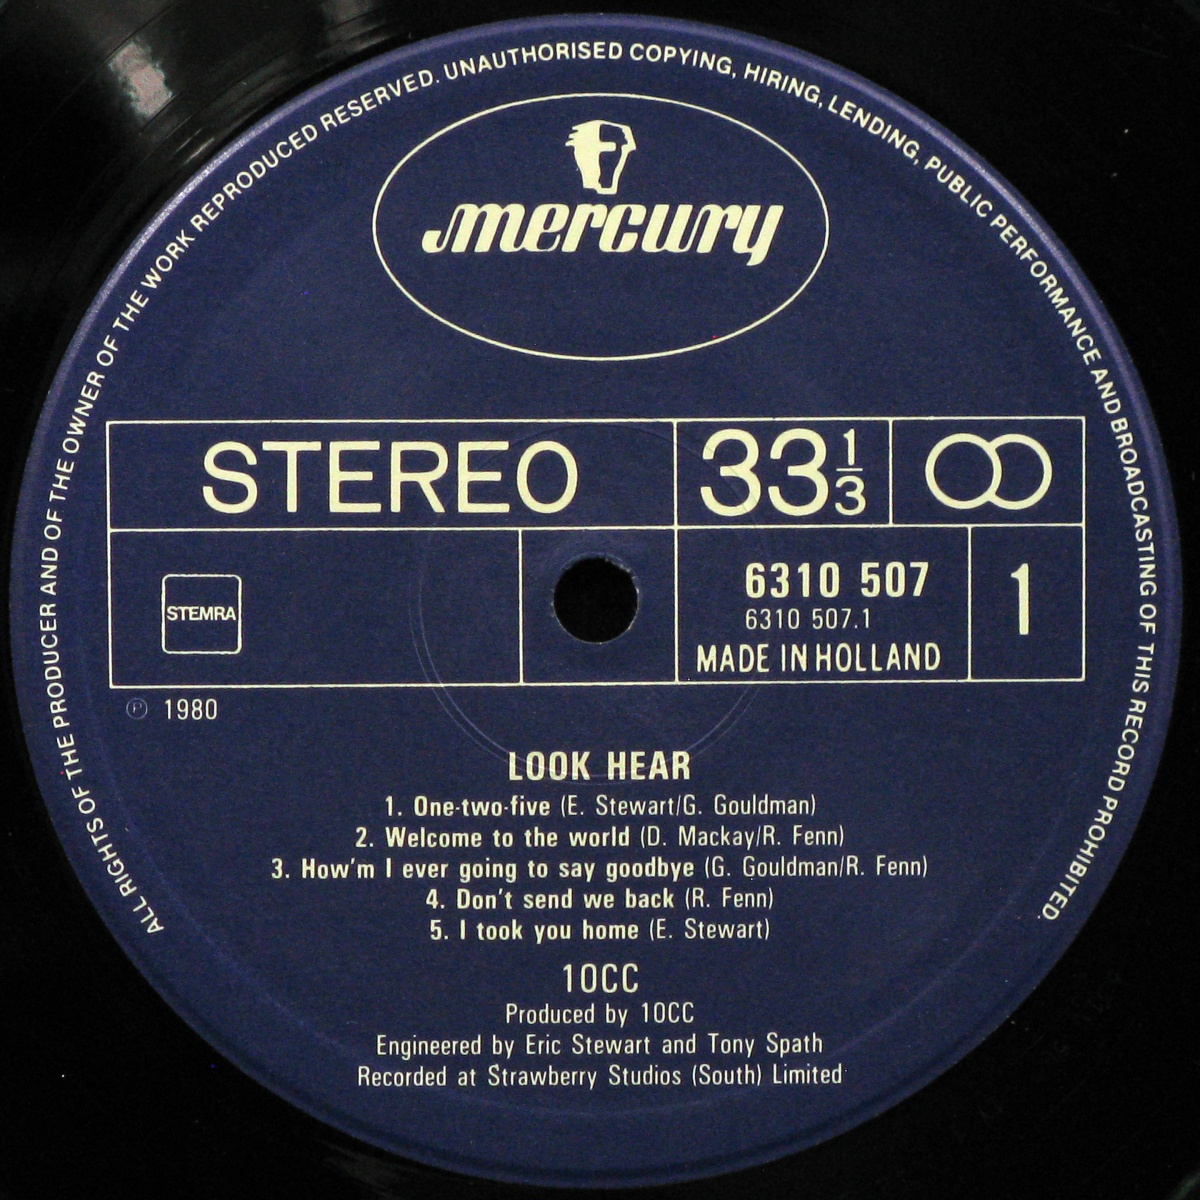 ALL RIGHTS OF THE PRODUCER AND OF THE OWNER OF THE WORK REPRODUCED RESERVED. UNAUTHORISED COPYING, HIRING, LENDING, PUBLIC PERFORMANCE AND BROADCASTING OF THIS RECORD PROHIBITED.
mercury
STEREO 33 1/3
STEMRA
6310 507
6310 507.1
MADE IN HOLLAND
1
℗ 1980
LOOK HEAR
1. One-two-five (E. Stewart/G. Gouldman)
2. Welcome to the world (D. Mackay/R. Fenn)
3. How'm I ever going to say goodbye (G. Gouldman/R. Fenn)
4. Don't send we back (R. Fenn)
5. I took you home (E. Stewart)
10CC
Produced by 10CC
Engineered by Eric Stewart and Tony Spath
Recorded at Strawberry Studios (South) Limited